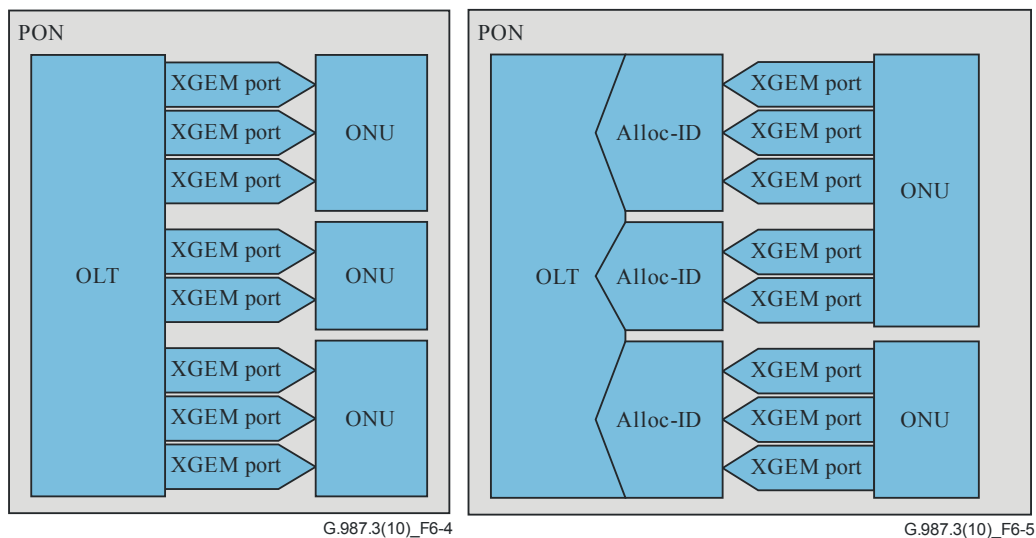 PON
XGEM port
XGEM port
ONU
XGEM port
XGEM port
OLT
ONU
XGEM port
XGEM port
XGEM port
ONU
XGEM port
G.987.3(10)_F6-4
PON
XGEM port
Alloc-ID
XGEM port
XGEM port
ONU
XGEM port
OLT
Alloc-ID
XGEM port
XGEM port
Alloc-ID
XGEM port
ONU
XGEM port
G.987.3(10)_F6-5